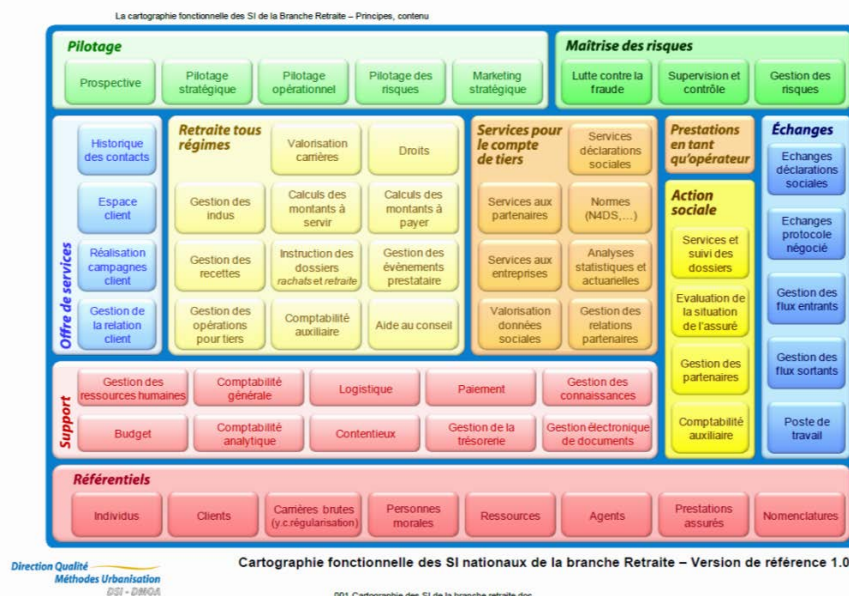 La cartographie fonctionnelle des SI de la Branche Retraite – Principes, contenu
Pilotage
Prospective
Pilotage
stratégique
Pilotage
opérationnel
Pilotage des
risques
Marketing
stratégique
Maîtrise des risques
Lutte contre la
fraude
Supervision et
contrôle
Gestion des
risques
Offre de services
Historique
des contacts
Espace
client
Réalisation
campagnes
client
Gestion de
la relation
client
Retraite tous
régimes
Valorisation
carrières
Droits
Gestion des
indus
Calculs des
montants à
servir
Calculs des
montants à
payer
Gestion des
recettes
Instruction des
dossiers
rachats et retraite
Gestion des
évènements
prestataire
Gestion des
opérations
pour tiers
Comptabilité
auxiliaire
Aide au conseil
Services pour
le compte
de tiers
Services
déclarations
sociales
Services aux
partenaires
Normes
(N4DS,...)
Services aux
entreprises
Analyses
statistiques et
actuarielles
Valorisation
données
sociales
Gestion des
relations
partenaires
Prestations
en tant
qu'opérateur
Action
sociale
Services et
suivi des
dossiers
Evaluation de
la situation
de l'assuré
Gestion des
partenaires
Comptabilité
auxiliaire
Échanges
Echanges
déclarations
sociales
Echanges
protocole
négocié
Gestion des
flux entrants
Gestion des
flux sortants
Poste de
travail
Support
Gestion des
ressources humaines
Comptabilité
générale
Logistique
Paiement
Gestion des
connaissances
Budget
Comptabilité
analytique
Contentieux
Gestion de la
trésorerie
Gestion électronique
de documents
Référentiels
Individus
Clients
Carrières brutes
(y.c.régularisation)
Personnes
morales
Ressources
Agents
Prestations
assurés
Nomenclatures
Direction Qualité
Méthodes Urbanisation
DSI - DMOA
Cartographie fonctionnelle des SI nationaux de la branche Retraite – Version de référence 1.0
001 Cartographie des SI de la branche retraite.doc